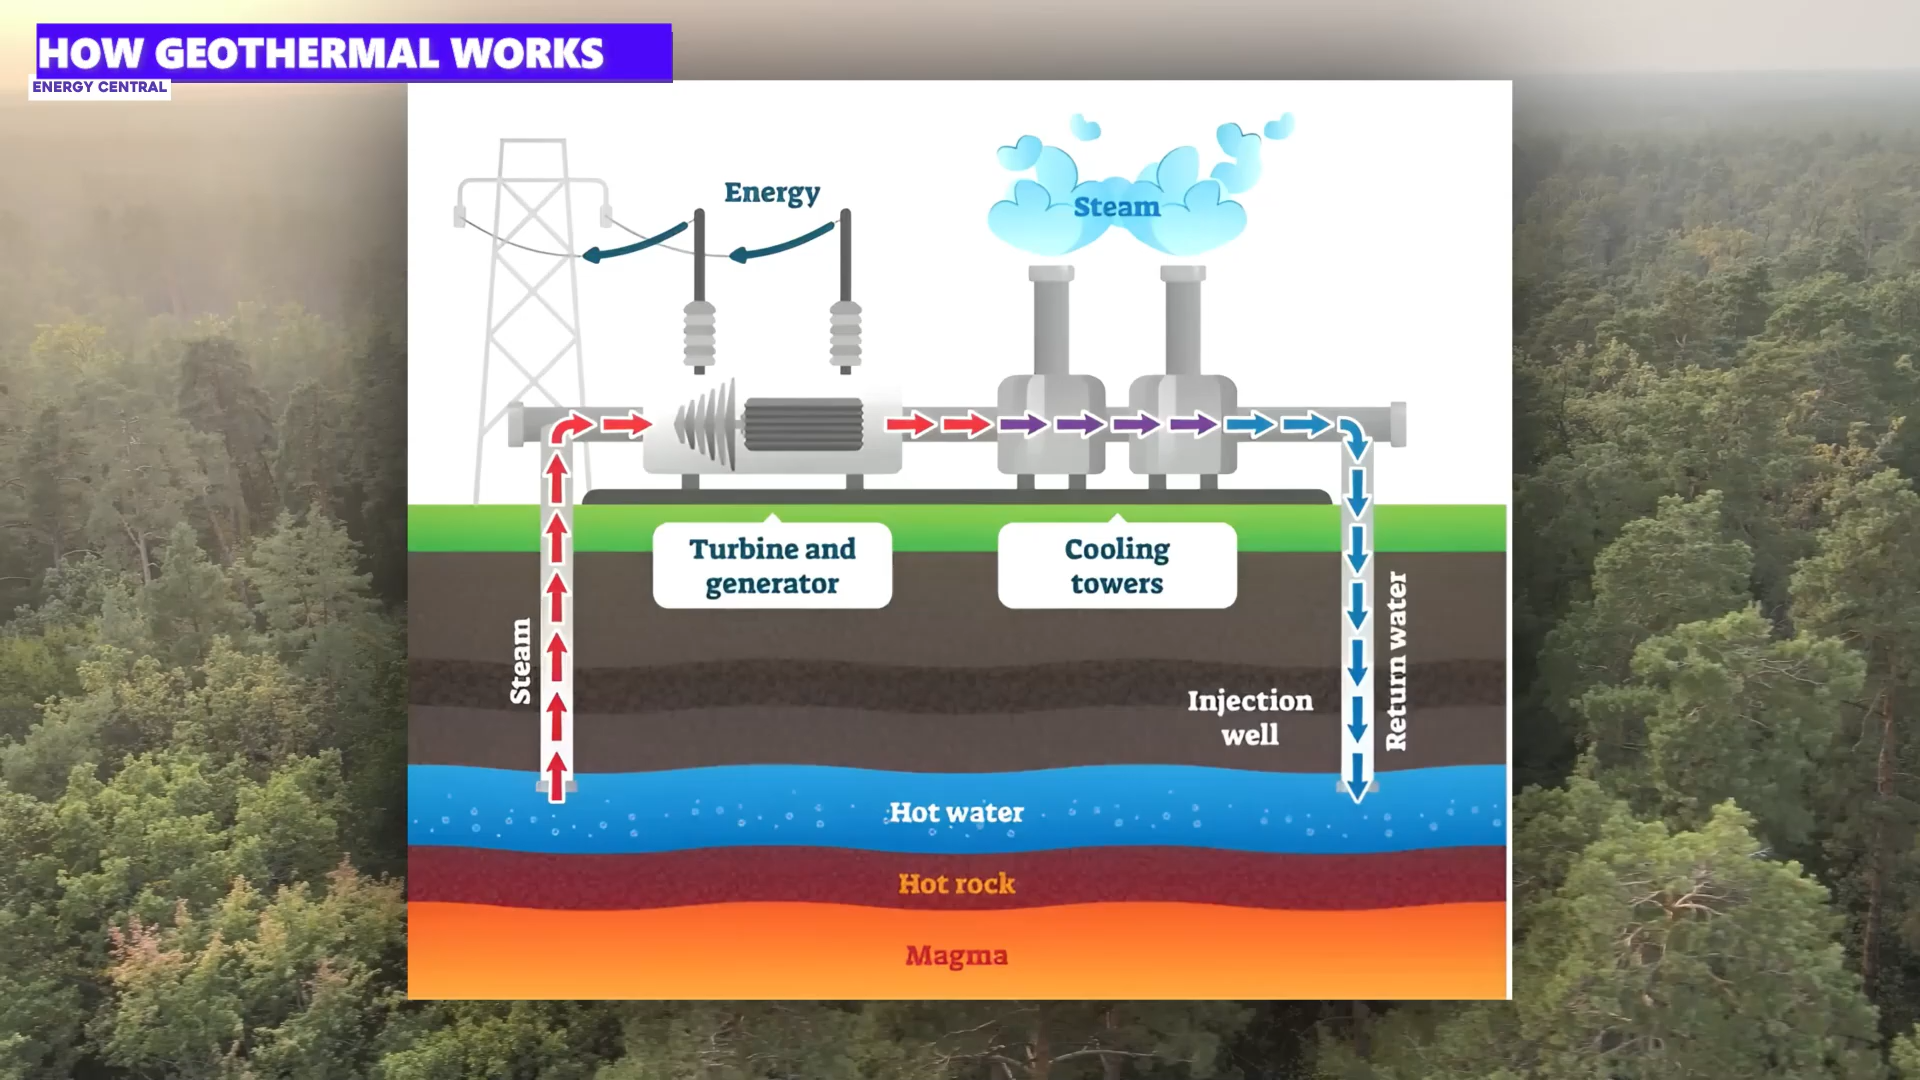 HOW GEOTHERMAL WORKS
ENERGY CENTRAL
Energy
Steam
Turbine and
generator
Cooling
towers
Steam
Injection
well
Return water
Hot water
Hot rock
Magma